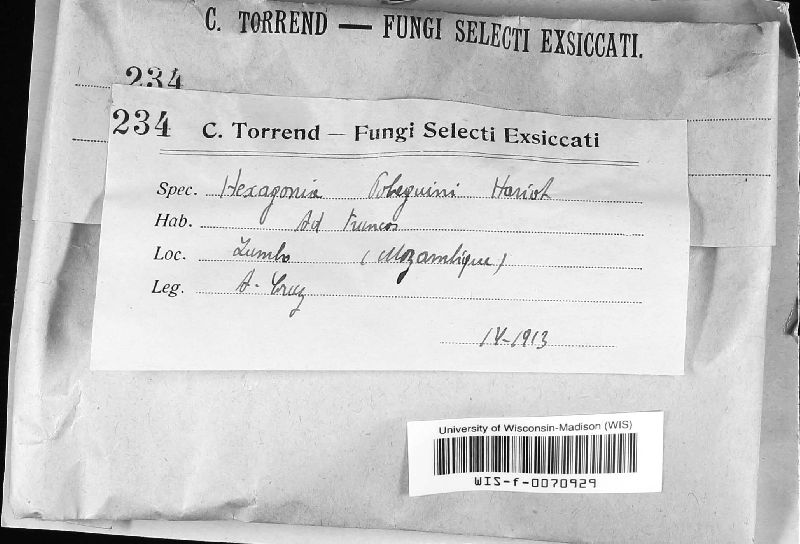 C. TORREND — FUNGI SELECTI EXSICCATI.
234
234 C. Torrend — Fungi Selecti Exsiccati
Spec. Hexagonia Pobeguini Hariot
Hab. Ad truncos
Loc. Zumbo (Mozambique)
Leg. A. Cruz
IV-1913
University of Wisconsin-Madison (WIS)
WIS-f-0070929